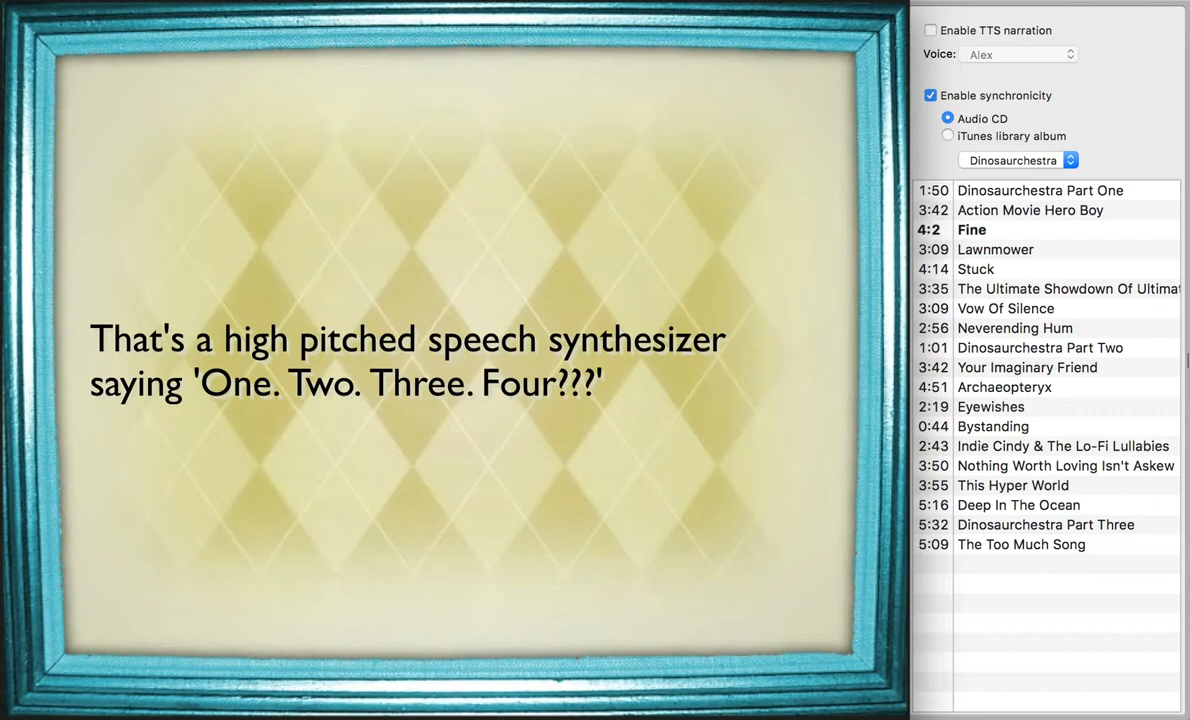 That's a high pitched speech synthesizer
saying 'One. Two. Three. Four???'
Enable TTS narration
Voice: Alex
Enable synchronicity
Audio CD
iTunes library album
Dinosaurchestra
1:50 Dinosaurchestra Part One
3:42 Action Movie Hero Boy
4:2 Fine
3:09 Lawnmower
4:14 Stuck
3:35 The Ultimate Showdown Of Ultimat
3:09 Vow Of Silence
2:56 Neverending Hum
1:01 Dinosaurchestra Part Two
3:42 Your Imaginary Friend
4:51 Archaeopteryx
2:19 Eyewishes
0:44 Bystanding
2:43 Indie Cindy & The Lo-Fi Lullabies
3:50 Nothing Worth Loving Isn't Askew
3:55 This Hyper World
5:16 Deep In The Ocean
5:32 Dinosaurchestra Part Three
5:09 The Too Much Song